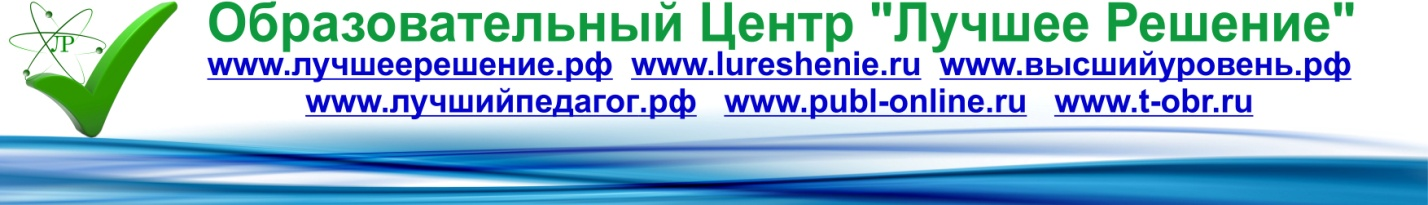 ЛР
Образовательный Центр "Лучшее Решение"
www.лучшеерешение.рф www.lureshenie.ru www.высшийуровень.рф
www.лучшийпедагог.рф www.publ-online.ru www.t-obr.ru